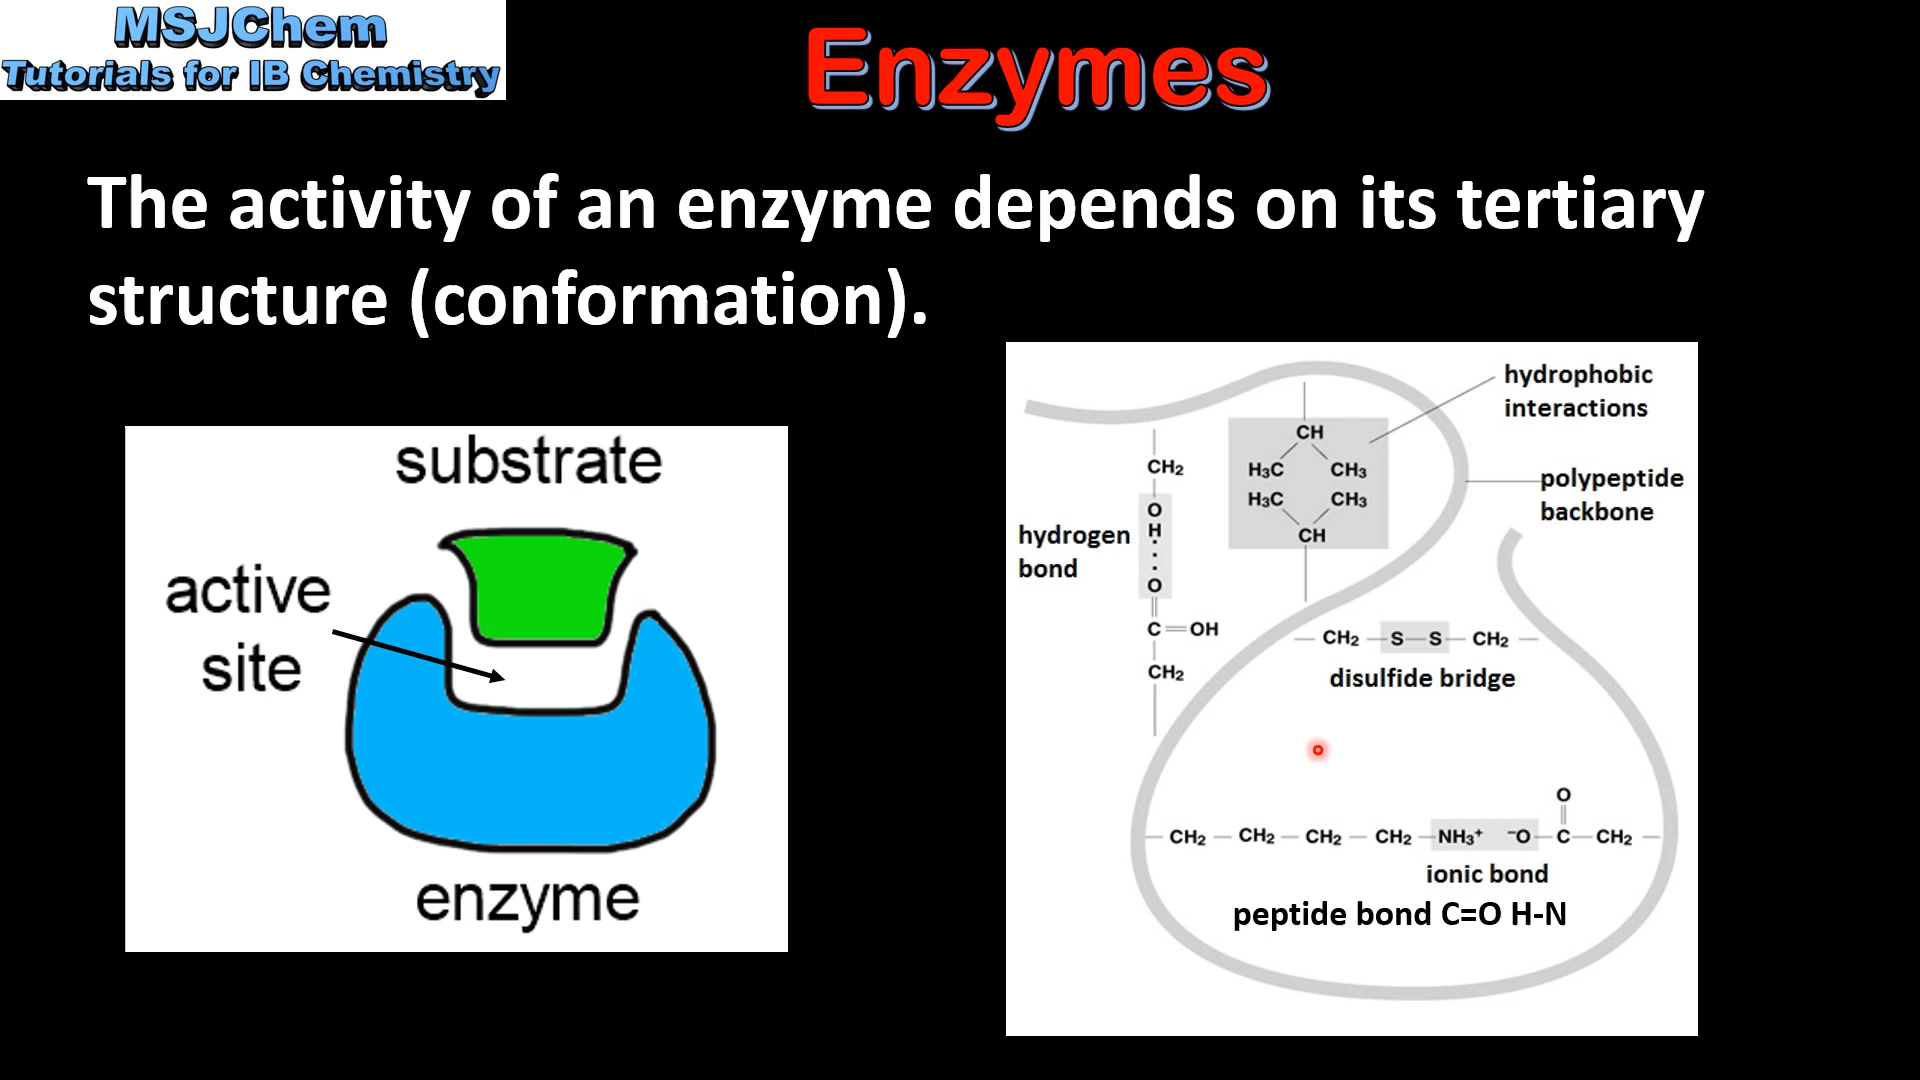 MSJChem
Tutorials for IB Chemistry
Enzymes
The activity of an enzyme depends on its tertiary
structure (conformation).
substrate
active
site
enzyme
hydrophobic
interactions
polypeptide
backbone
hydrogen
bond
CH2
O
H
O
C OH
CH2
CH
H3C CH3
H3C CH3
CH
CH2 S S CH2
disulfide bridge
O
CH2 CH2 CH2 CH2 NH3+ -O C CH2
ionic bond
peptide bond C=O H-N